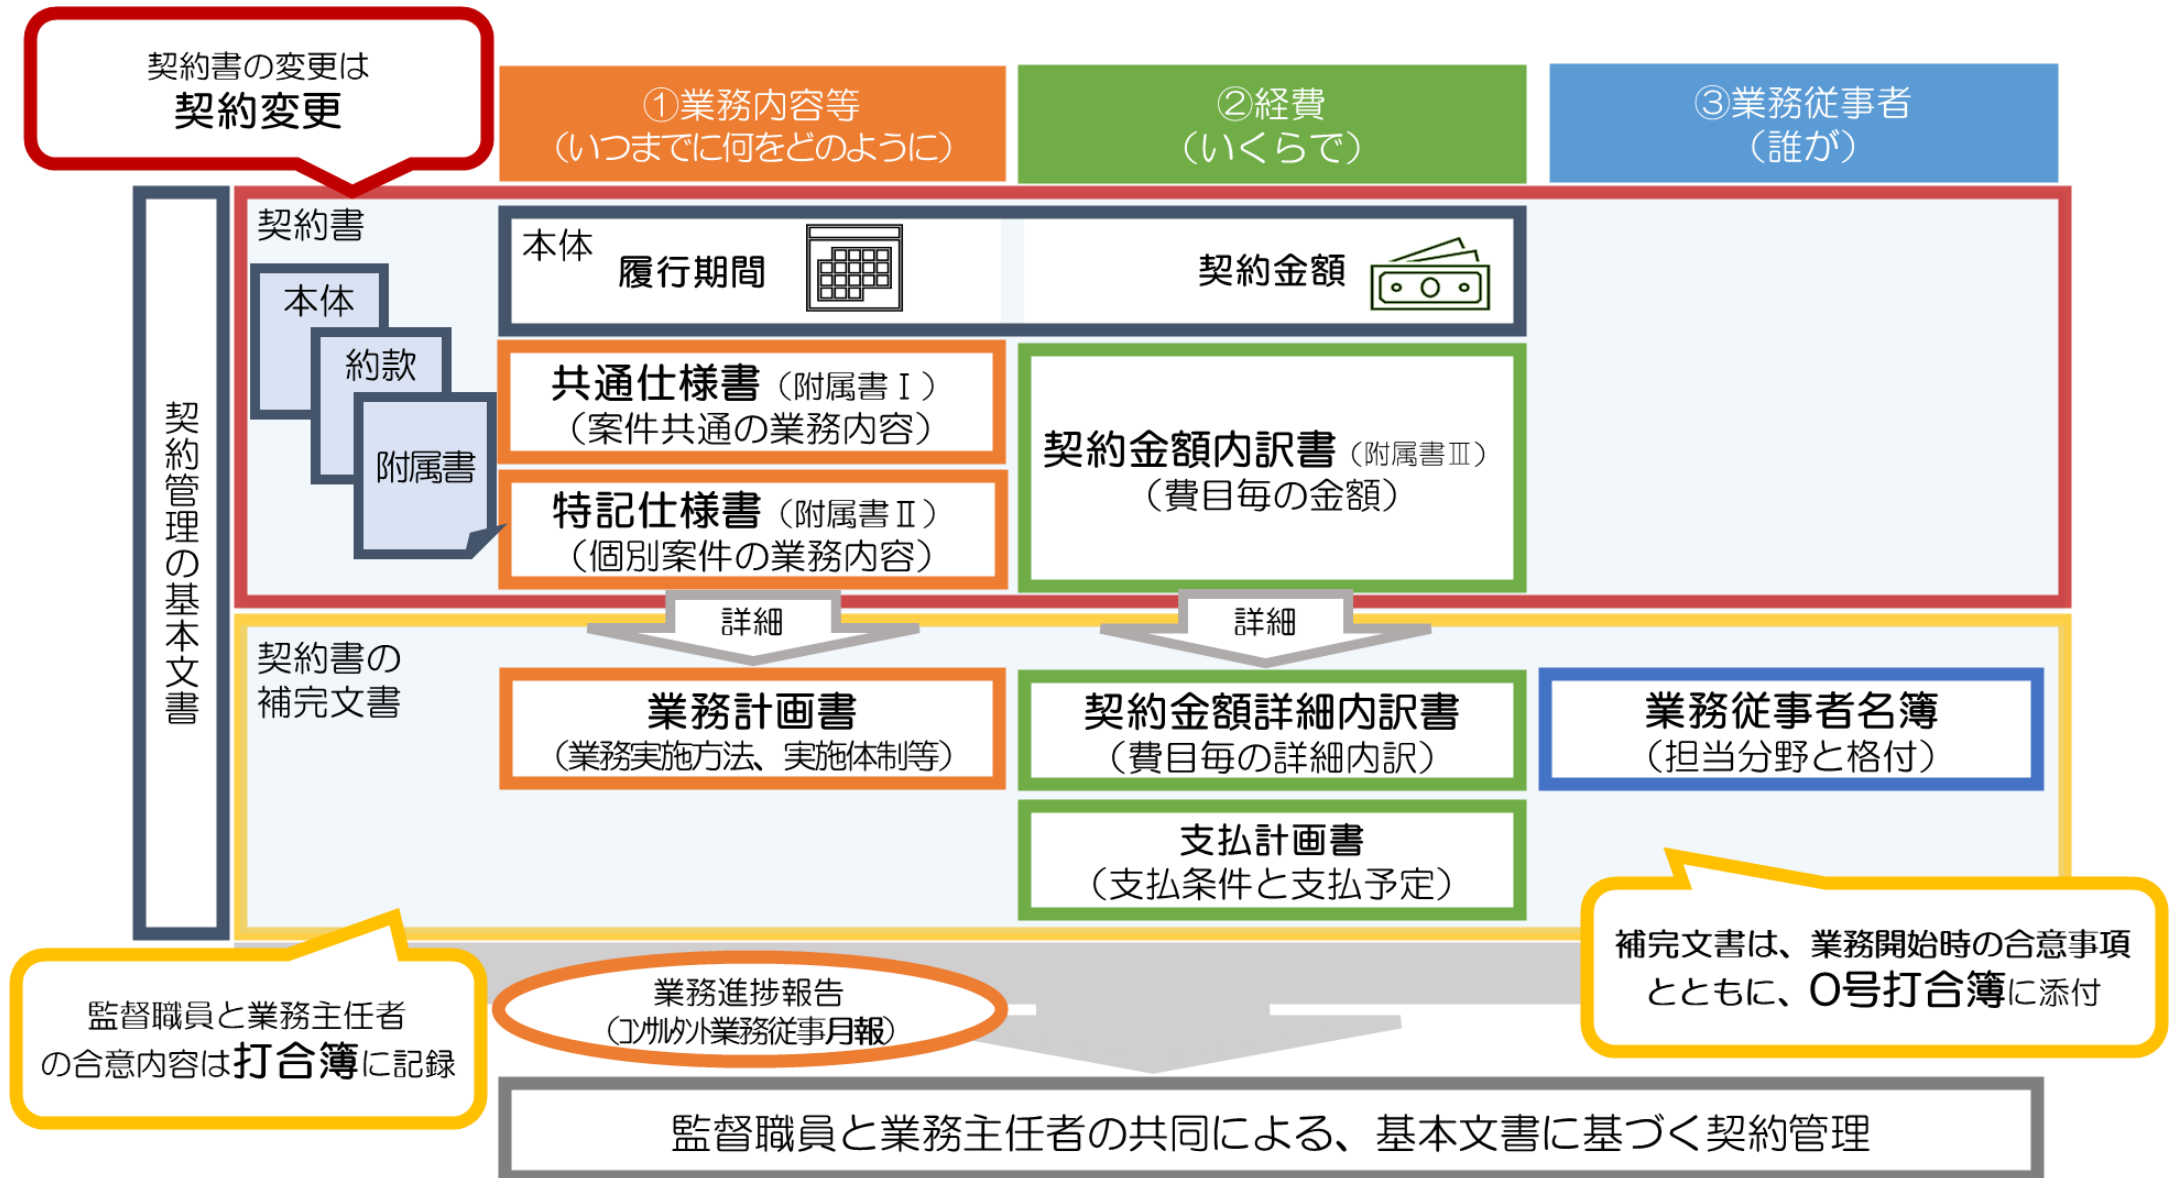 契約書の変更は
契約変更
①業務内容等
（いつまでに何をどのように）
②経費
（いくらで）
③業務従事者
（誰が）
契約管理の基本文書
契約書
本体
約款
附属書
本体
履行期間
契約金額
共通仕様書（附属書Ⅰ）
（案件共通の業務内容）
特記仕様書（附属書Ⅱ）
（個別案件の業務内容）
契約金額内訳書（附属書Ⅲ）
（費目毎の金額）
詳細
詳細
契約書の
補完文書
業務計画書
（業務実施方法、実施体制等）
契約金額詳細内訳書
（費目毎の詳細内訳）
業務従事者名簿
（担当分野と格付）
支払計画書
（支払条件と支払予定）
補完文書は、業務開始時の合意事項
とともに、0号打合簿に添付
監督職員と業務主任者
の合意内容は打合簿に記録
業務進捗報告
（ｺﾝｻﾙﾀﾝﾄ業務従事月報）
監督職員と業務主任者の共同による、基本文書に基づく契約管理